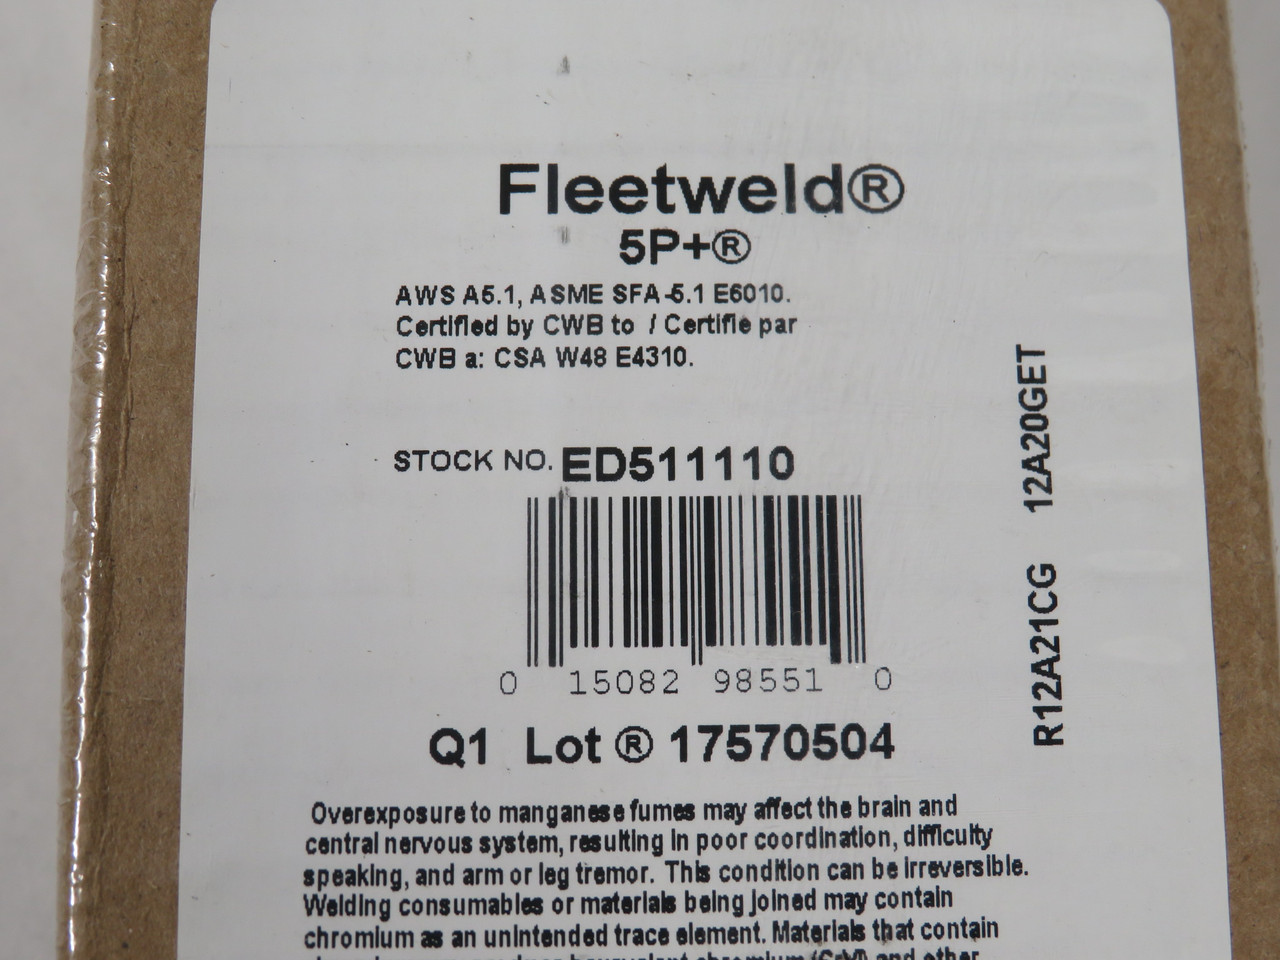 Fleetweld®
5P+®
AWS A5.1, ASME SFA-5.1 E6010.
Certified by CWB to / Certifie par
CWB a: CSA W48 E4310.
STOCK NO. ED511110
0 15082 98551 0
Q1 Lot ® 17570504
R12A21CG 12A20GET
Overexposure to manganese fumes may affect the brain and
central nervous system, resulting in poor coordination, difficulty
speaking, and arm or leg tremor. This condition can be irreversible.
Welding consumables or materials being joined may contain
chromium as an unintended trace element. Materials that contain
chromium (CrVI) and other